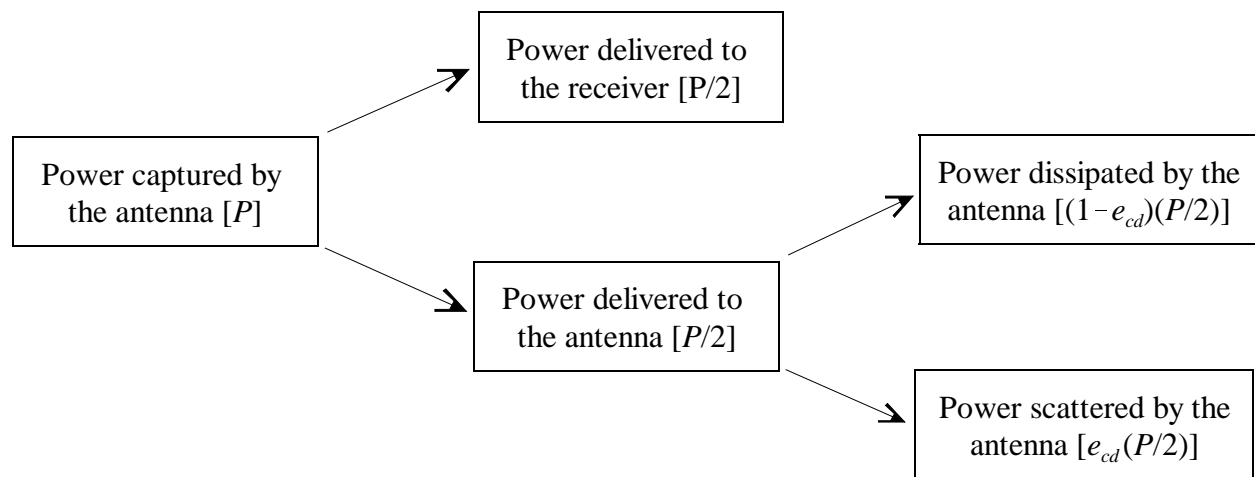 Power delivered to
the receiver [P/2]
Power captured by
the antenna [P]
Power dissipated by the
antenna [(1−e_cd)(P/2)]
Power delivered to
the antenna [P/2]
Power scattered by the
antenna [e_cd(P/2)]